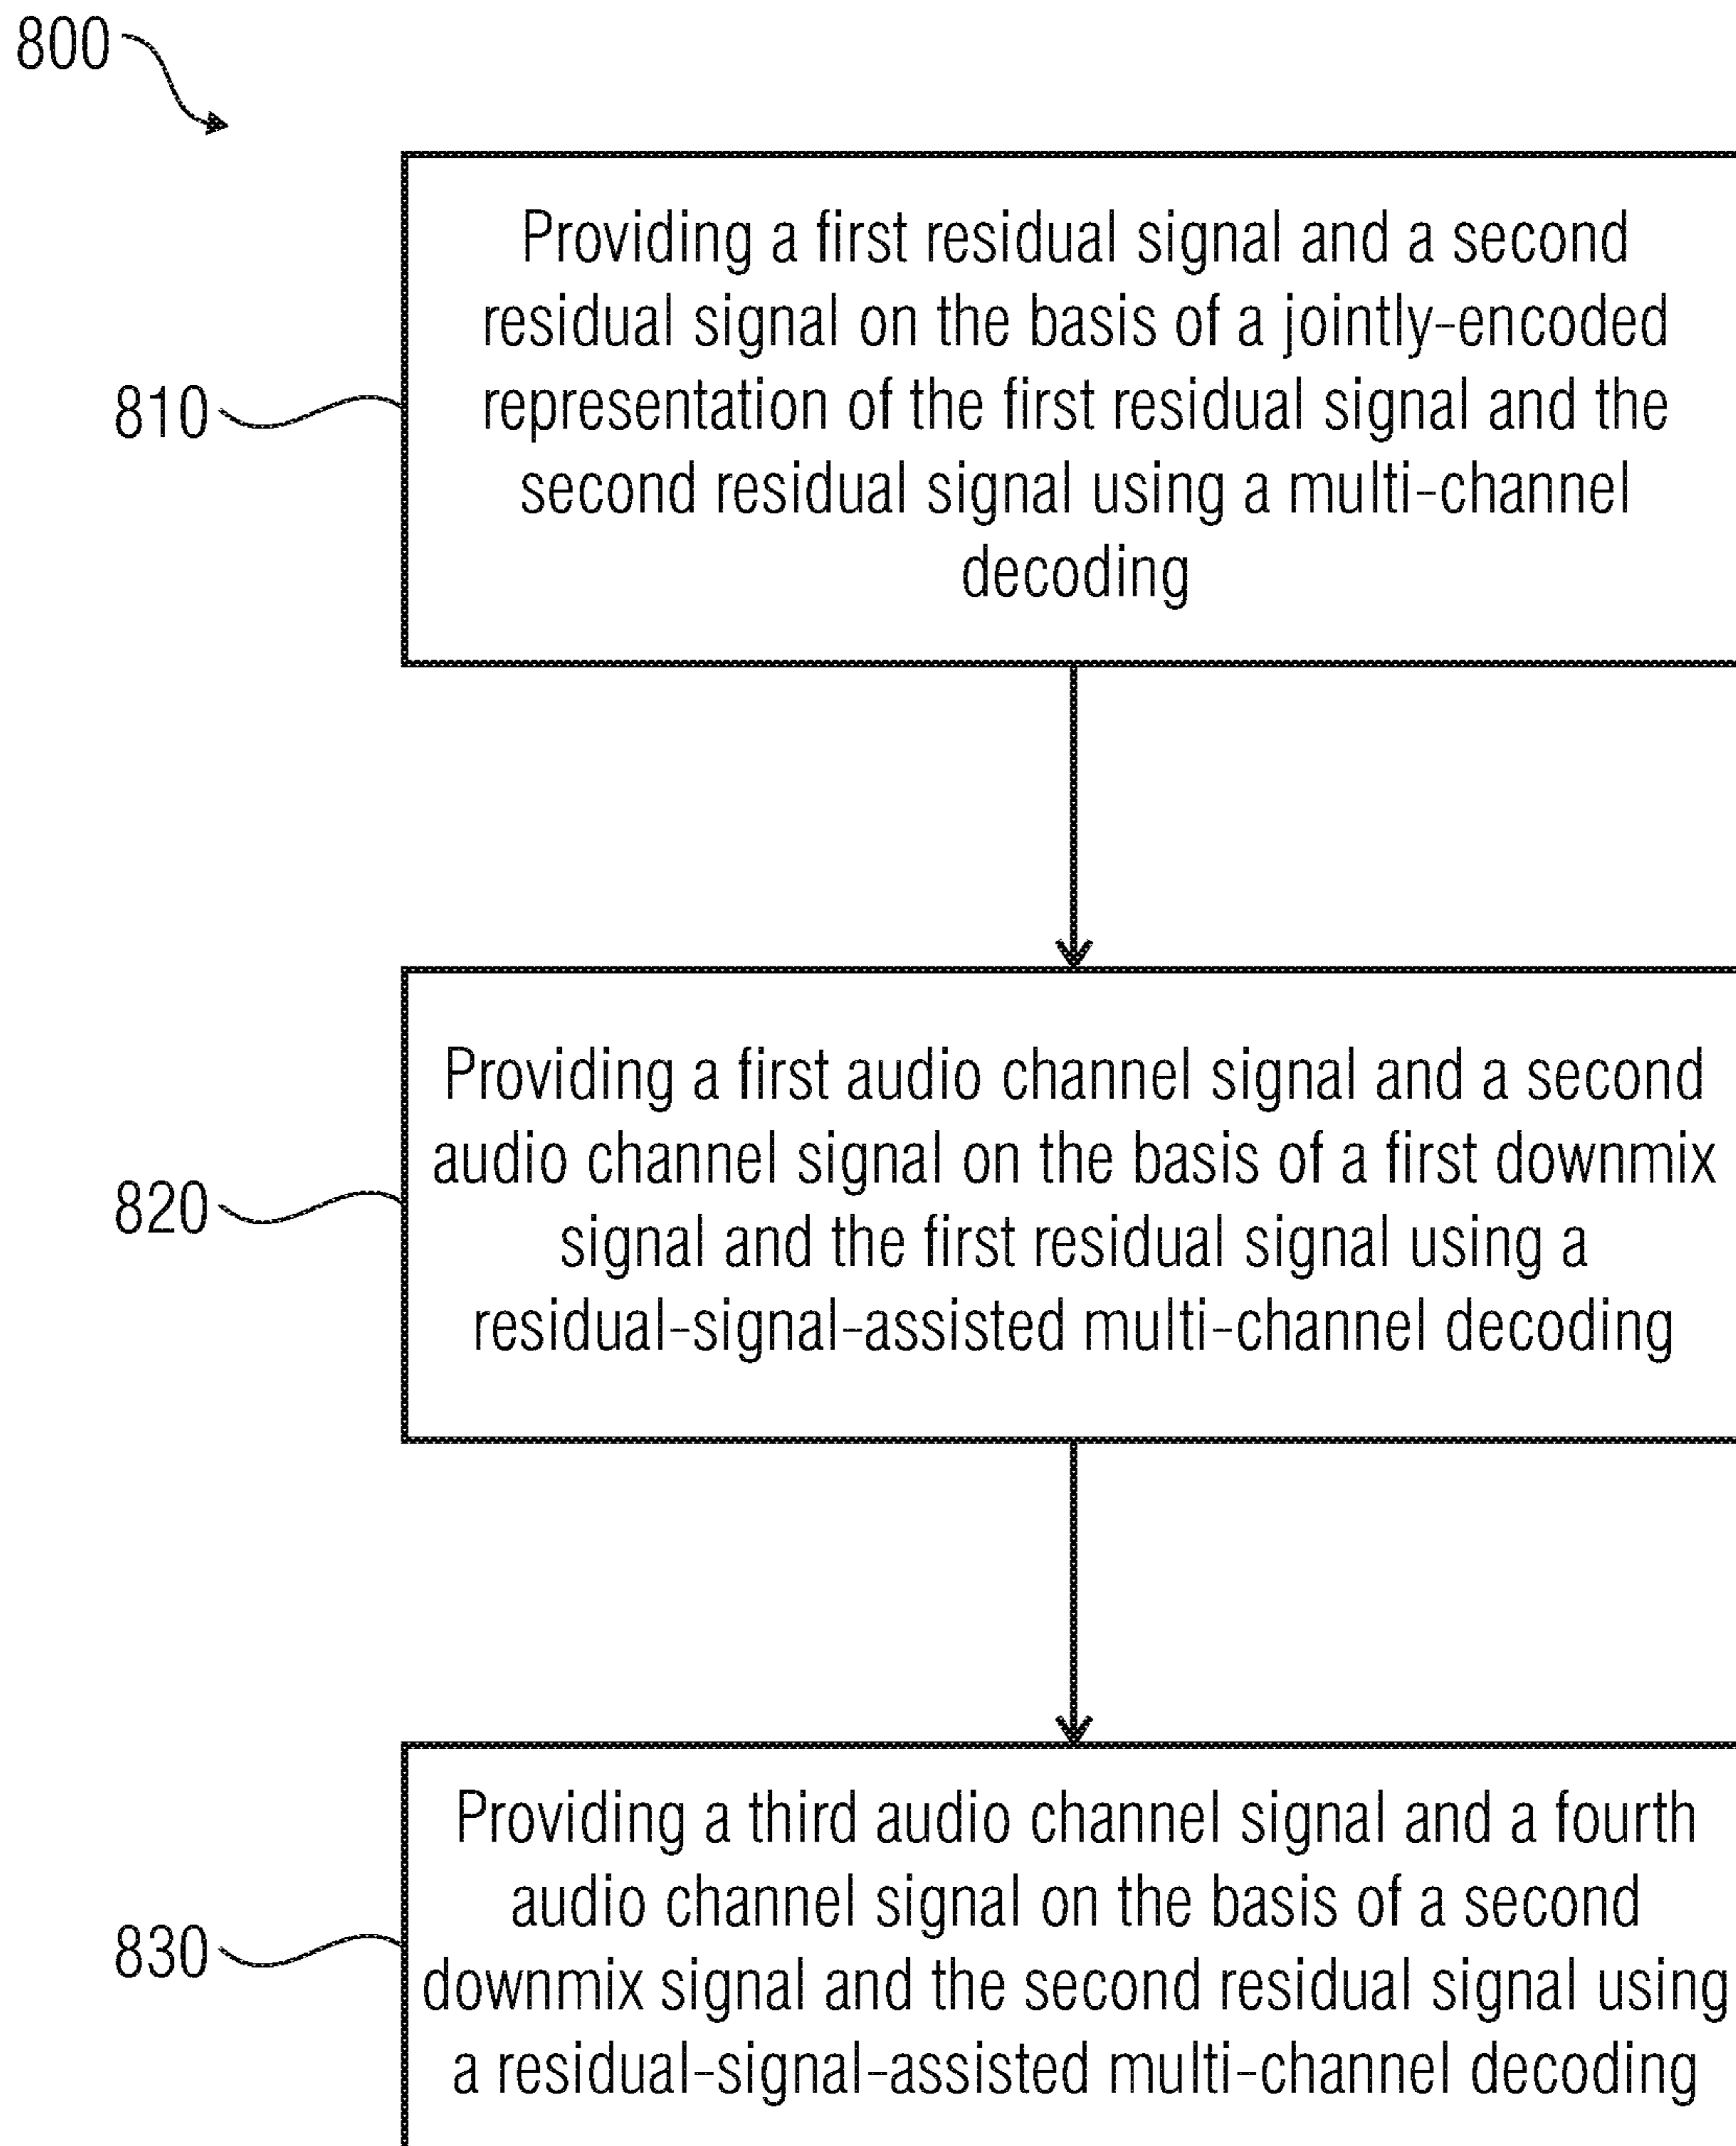 800
Providing a first residual signal and a second
residual signal on the basis of a jointly-encoded
representation of the first residual signal and the
second residual signal using a multi-channel
decoding
810
Providing a first audio channel signal and a second
audio channel signal on the basis of a first downmix
signal and the first residual signal using a
residual-signal-assisted multi-channel decoding
820
Providing a third audio channel signal and a fourth
audio channel signal on the basis of a second
downmix signal and the second residual signal using
a residual-signal-assisted multi-channel decoding
830